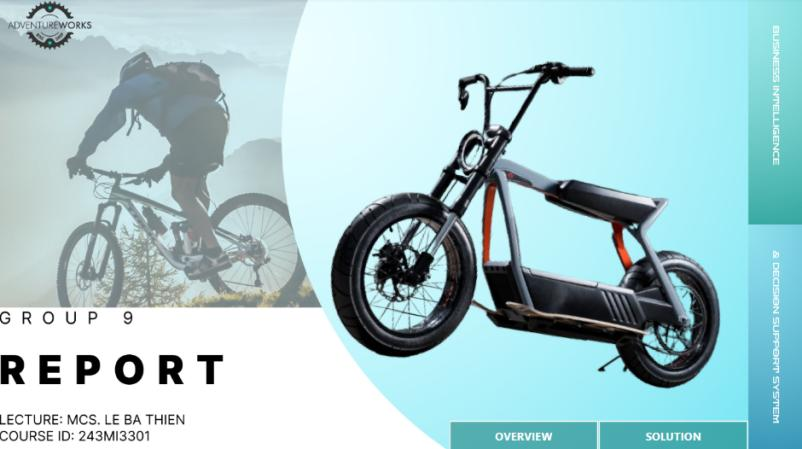 ADVENTUREWORKS
GROUP 9
REPORT
LECTURE: MCS. LE BA THIEN
COURSE ID: 243MI3301
OVERVIEW
SOLUTION
BUSINESS INTELLIGENCE
& DECISION SUPPORT SYSTEM